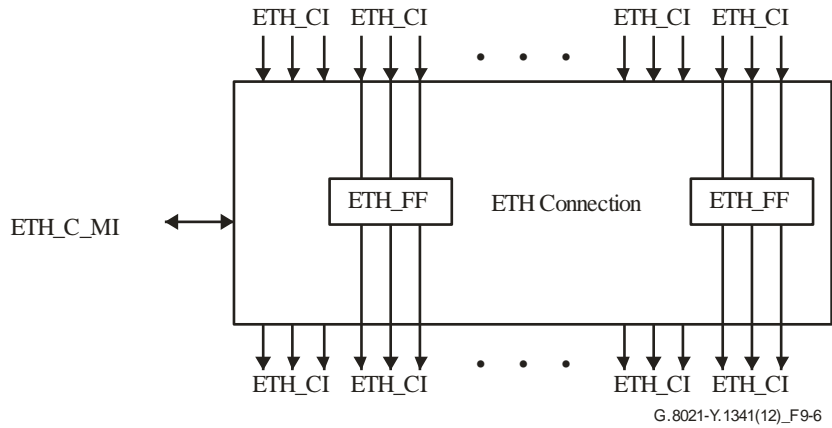 ETH_CI ETH_CI ETH_CI ETH_CI
ETH_FF ETH Connection ETH_FF
ETH_C_MI
ETH_CI ETH_CI ETH_CI ETH_CI
G.8021-Y.1341(12)_F9-6